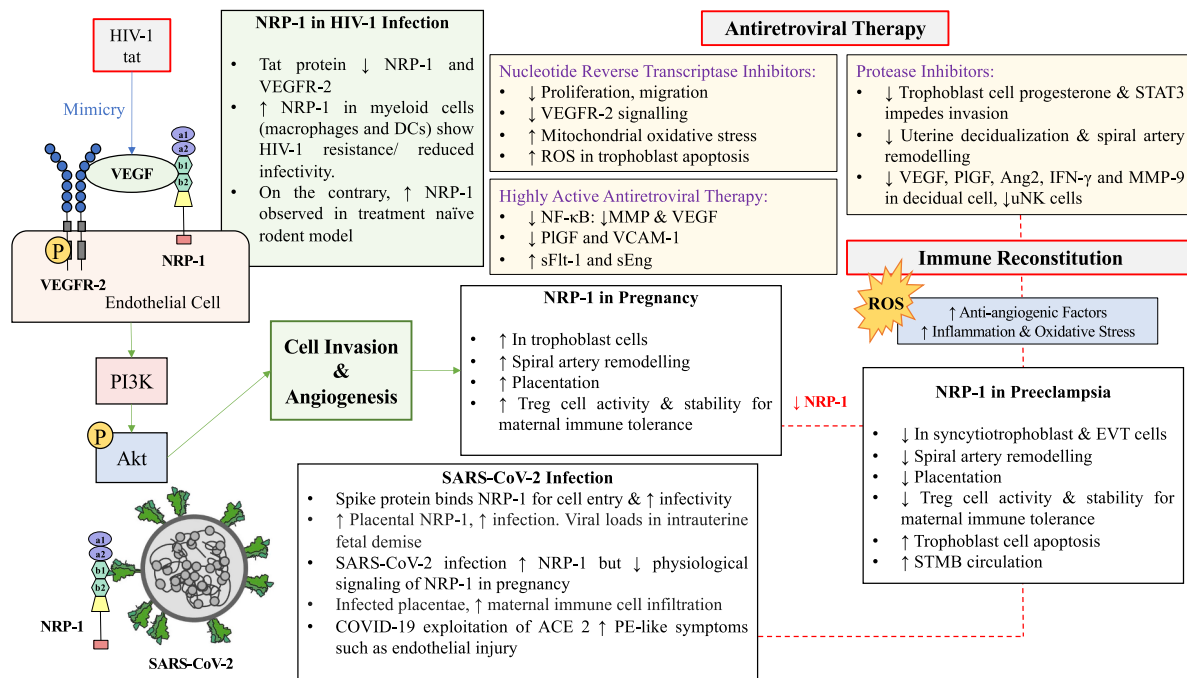 HIV-1
tat
Mimicry
VEGF
a1
a2
b1
b2
P
VEGFR-2
NRP-1
Endothelial Cell
PI3K
P
Akt
Cell Invasion
&
Angiogenesis
NRP-1 in HIV-1 Infection
• Tat protein ↓ NRP-1 and
VEGFR-2
• ↑ NRP-1 in myeloid cells
(macrophages and DCs) show
HIV-1 resistance/ reduced
infectivity.
• On the contrary, ↑ NRP-1
observed in treatment naïve
rodent model
Antiretroviral Therapy
Nucleotide Reverse Transcriptase Inhibitors:
• ↓ Proliferation, migration
• ↓ VEGFR-2 signalling
• ↑ Mitochondrial oxidative stress
• ↑ ROS in trophoblast apoptosis
Highly Active Antiretroviral Therapy:
• ↓ NF-κB: ↓MMP & VEGF
• ↓ PlGF and VCAM-1
• ↑ sFlt-1 and sEng
Protease Inhibitors:
• ↓ Trophoblast cell progesterone & STAT3
impedes invasion
• ↓ Uterine decidualization & spiral artery
remodelling
• ↓ VEGF, PlGF, Ang2, IFN-γ and MMP-9
in decidual cell, ↓uNK cells
Immune Reconstitution
ROS
↑ Anti-angiogenic Factors
↑ Inflammation & Oxidative Stress
NRP-1 in Pregnancy
• ↑ In trophoblast cells
• ↑ Spiral artery remodelling
• ↑ Placentation
• ↑ Treg cell activity & stability for
maternal immune tolerance
↓ NRP-1
NRP-1 in Preeclampsia
• ↓ In syncytiotrophoblast & EVT cells
• ↓ Spiral artery remodelling
• ↓ Placentation
• ↓ Treg cell activity & stability for
maternal immune tolerance
• ↑ Trophoblast cell apoptosis
• ↑ STMB circulation
SARS-CoV-2 Infection
• Spike protein binds NRP-1 for cell entry & ↑ infectivity
• ↑ Placental NRP-1, ↑ infection. Viral loads in intrauterine
fetal demise
• SARS-CoV-2 infection ↑ NRP-1 but ↓ physiological
signaling of NRP-1 in pregnancy
• Infected placentae, ↑ maternal immune cell infiltration
• COVID-19 exploitation of ACE 2 ↑ PE-like symptoms
such as endothelial injury
a1
a2
b1
b2
NRP-1
SARS-CoV-2